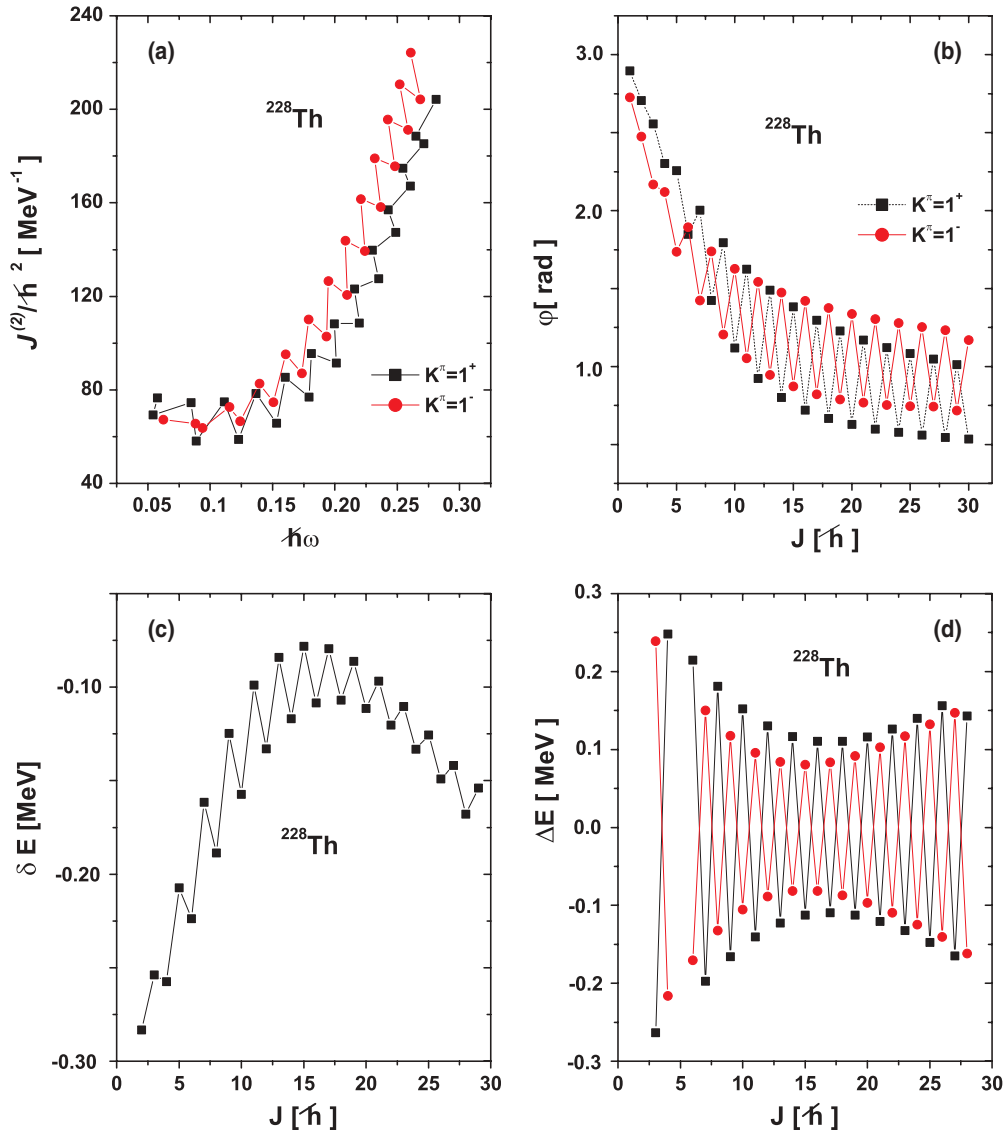 (a)
²²⁸Th
K^π=1⁺
K^π=1⁻
J⁽²⁾/ħ² [ MeV⁻¹ ]
240
200
160
120
80
40
0.05 0.10 0.15 0.20 0.25 0.30
ħω
(b)
²²⁸Th
K^π=1⁺
K^π=1⁻
φ[ rad]
3.0
2.0
1.0
0 5 10 15 20 25 30
J [ ħ ]
(c)
²²⁸Th
δ E [MeV]
-0.10
-0.20
-0.30
0 5 10 15 20 25 30
J [ħ]
(d)
²²⁸Th
ΔE [ MeV]
0.3
0.2
0.1
0.0
-0.1
-0.2
-0.3
0 5 10 15 20 25 30
J [ħ]